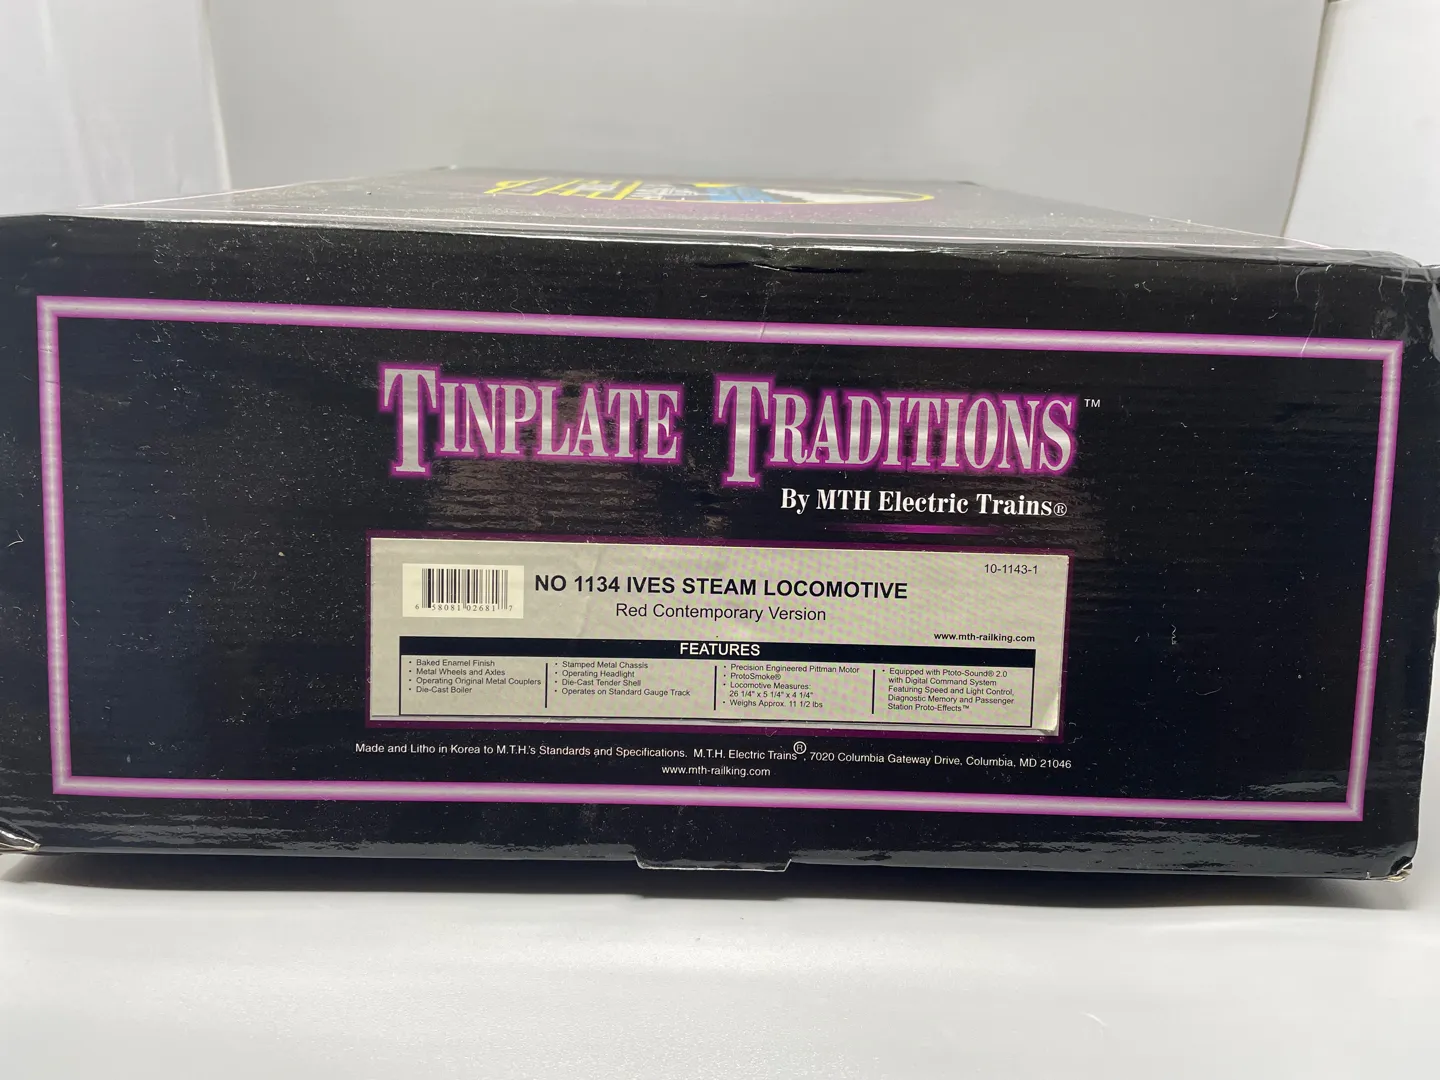 TINPLATE TRADITIONS™
By MTH Electric Trains®
10-1143-1
NO 1134 IVES STEAM LOCOMOTIVE
Red Contemporary Version
6 58081 02681 7
www.mth-railking.com
FEATURES
• Baked Enamel Finish
• Metal Wheels and Axles
• Operating Original Metal Couplers
• Die-Cast Boiler
• Stamped Metal Chassis
• Operating Headlight
• Die-Cast Tender Shell
• Operates on Standard Gauge Track
• Precision Engineered Pittman Motor
• ProtoSmoke®
• Locomotive Measures:
26 1/4" x 5 1/4" x 4 1/4"
• Weighs Approx. 11 1/2 lbs
• Equipped with Ptoto-Sound® 2.0
with Digital Command System
Featuring Speed and Light Control,
Diagnostic Memory and Passenger
Station Proto-Effects™
Made and Litho in Korea to M.T.H.'s Standards and Specifications. M.T.H. Electric Trains®, 7020 Columbia Gateway Drive, Columbia, MD 21046
www.mth-railking.com